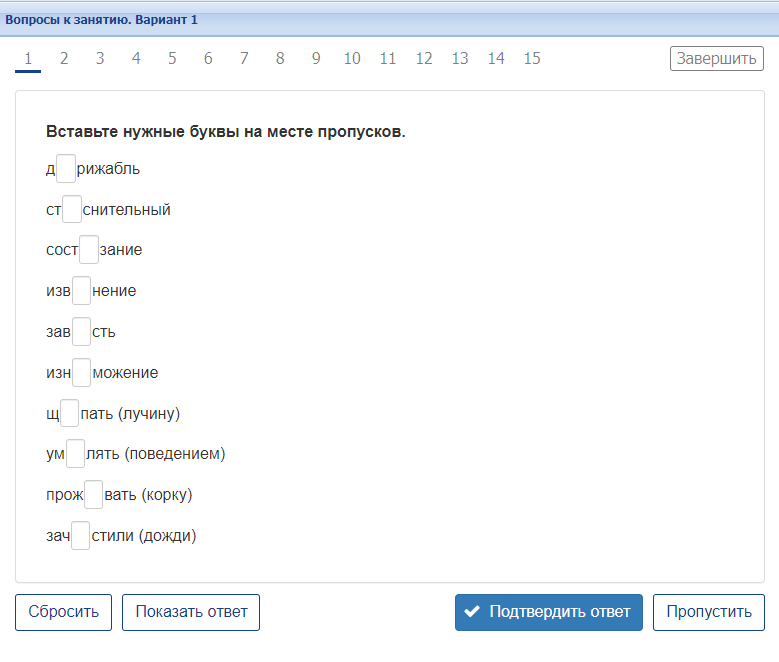 Вопросы к занятию. Вариант 1
1 2 3 4 5 6 7 8 9 10 11 12 13 14 15 Завершить
Вставьте нужные буквы на месте пропусков.
д рижабль
ст снительный
сост зание
изв нение
зав сть
изн можение
щ пать (лучину)
ум лять (поведением)
прож вать (корку)
зач стили (дожди)
Сбросить Показать ответ Подтвердить ответ Пропустить